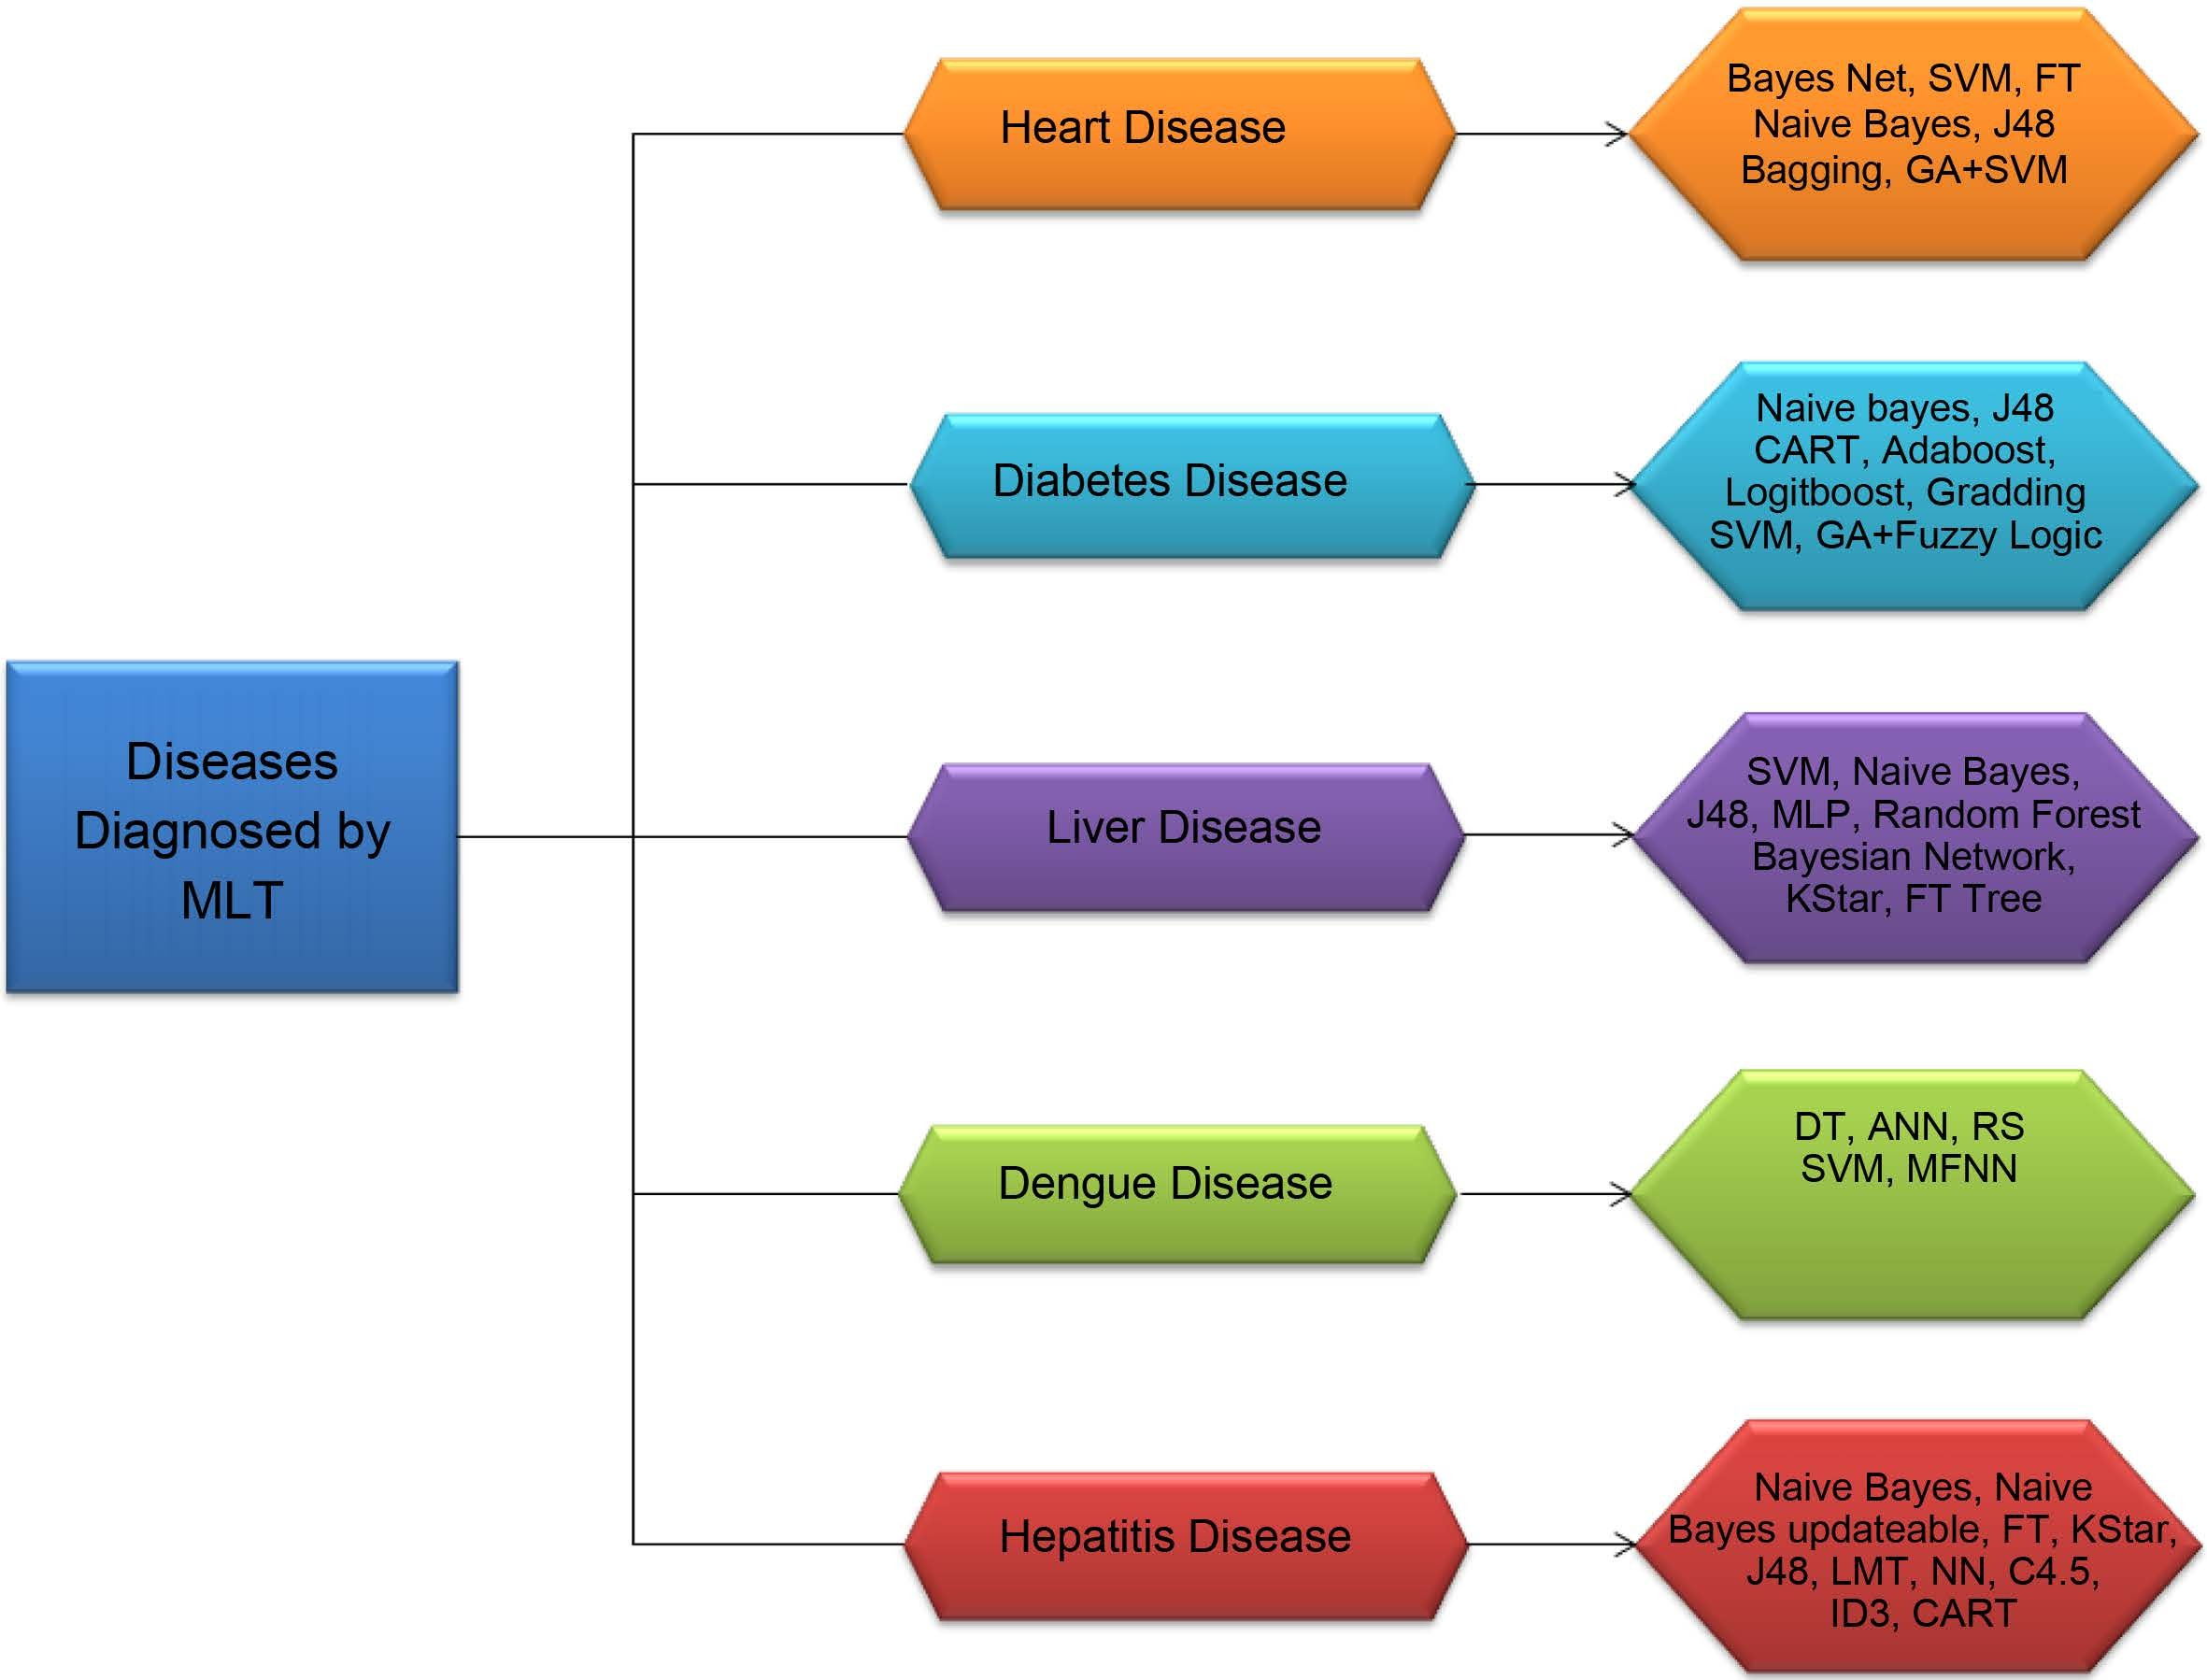 Diseases
Diagnosed by
MLT
Heart Disease
Bayes Net, SVM, FT
Naive Bayes, J48
Bagging, GA+SVM
Diabetes Disease
Naive bayes, J48
CART, Adaboost,
Logitboost, Gradding
SVM, GA+Fuzzy Logic
Liver Disease
SVM, Naive Bayes,
J48, MLP, Random Forest
Bayesian Network,
KStar, FT Tree
Dengue Disease
DT, ANN, RS
SVM, MFNN
Hepatitis Disease
Naive Bayes, Naive
Bayes updateable, FT, KStar,
J48, LMT, NN, C4.5,
ID3, CART